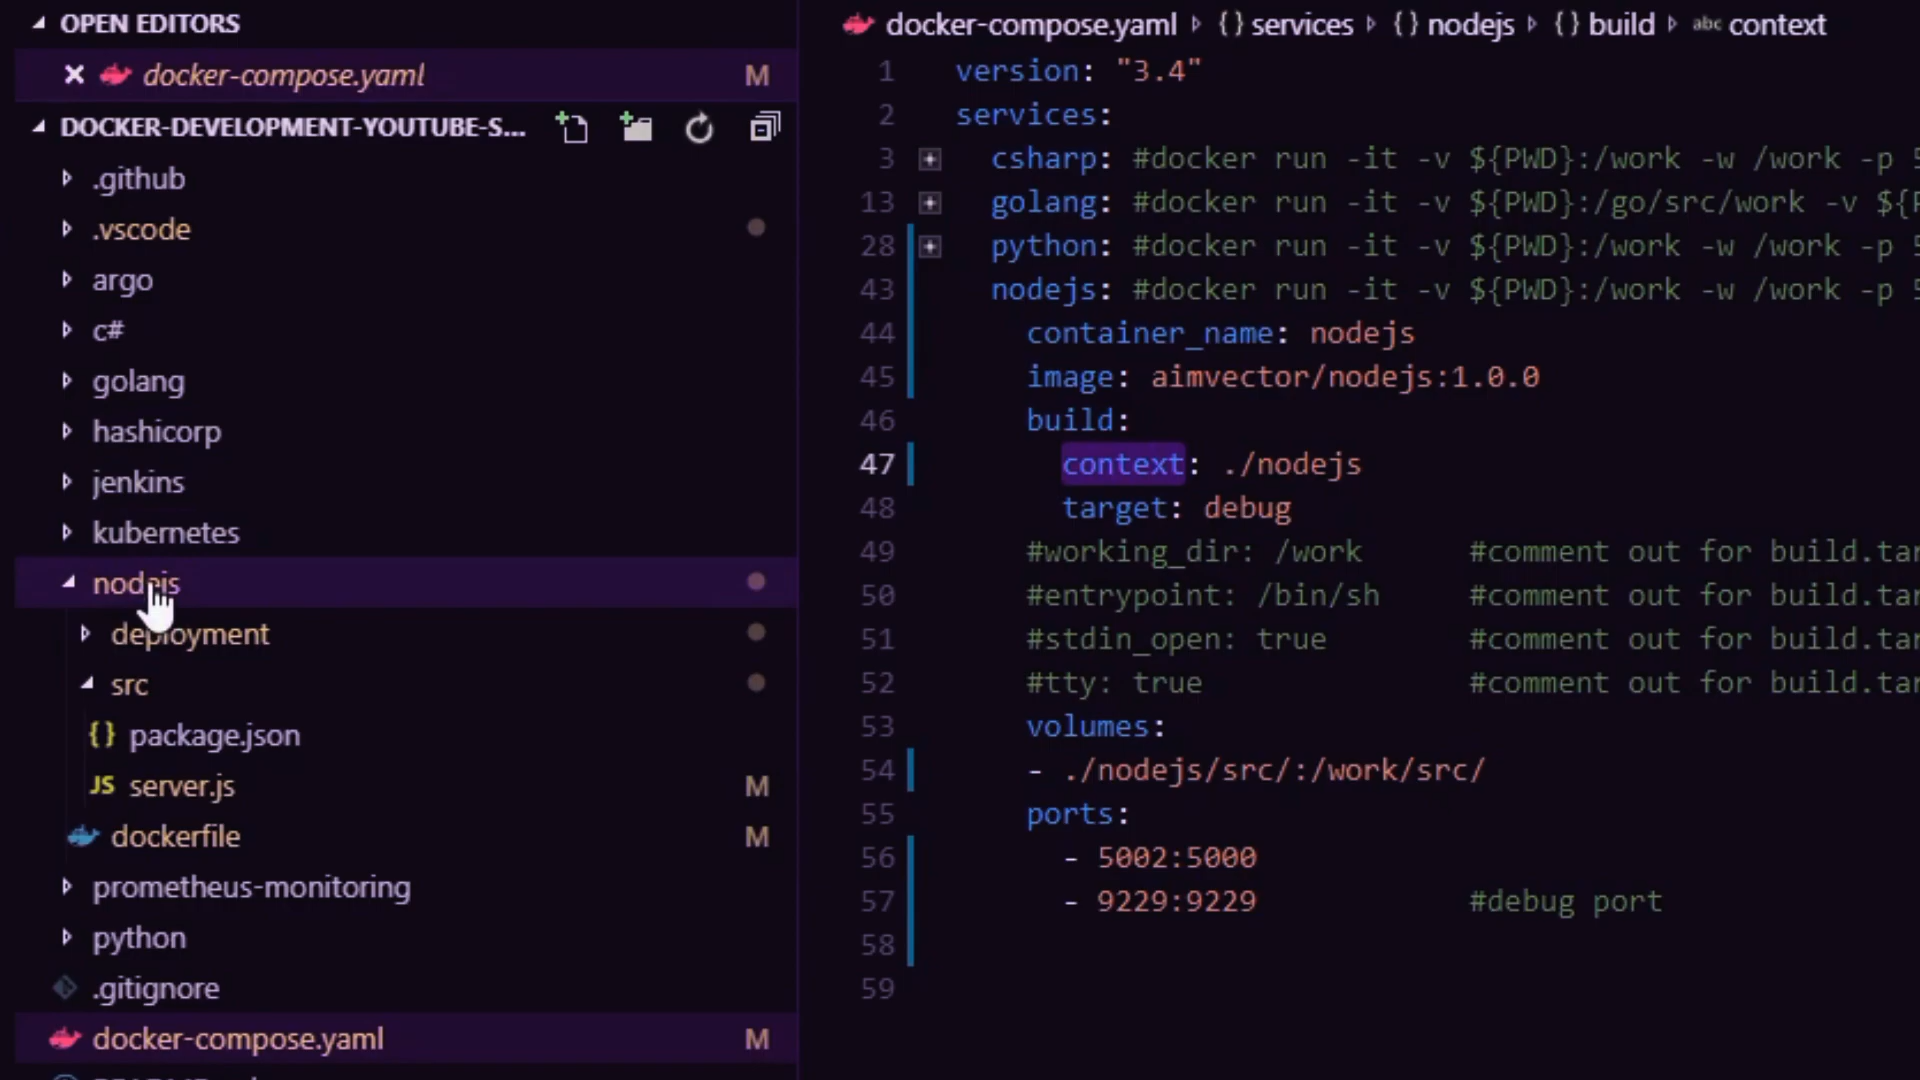 OPEN EDITORS
docker-compose.yaml M
DOCKER-DEVELOPMENT-YOUTUBE-S...
.github
.vscode
argo
c#
golang
hashicorp
jenkins
kubernetes
nodejs
deployment
src
{} package.json
JS server.js M
dockerfile M
prometheus-monitoring
python
.gitignore
docker-compose.yaml M
docker-compose.yaml {} services {} nodejs {} build abc context
1 version: "3.4"
2 services:
3 csharp: #docker run -it -v ${PWD}:/work -w /work -p 5
13 golang: #docker run -it -v ${PWD}:/go/src/work -v ${P
28 python: #docker run -it -v ${PWD}:/work -w /work -p 5
43 nodejs: #docker run -it -v ${PWD}:/work -w /work -p 5
44 container_name: nodejs
45 image: aimvector/nodejs:1.0.0
46 build:
47 context: ./nodejs
48 target: debug
49 #working_dir: /work #comment out for build.tar
50 #entrypoint: /bin/sh #comment out for build.tar
51 #stdin_open: true #comment out for build.tar
52 #tty: true #comment out for build.tar
53 volumes:
54 - ./nodejs/src/:/work/src/
55 ports:
56 - 5002:5000
57 - 9229:9229 #debug port
58
59